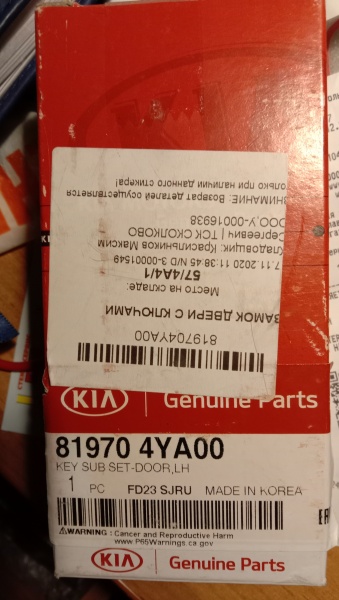 ВНИМАНИЕ: Возврат деталей осуществляется
только при наличии данного стикера!
ООО,У-00016938
Сергеевич | ТСК СКОЛКОВО
Кладовщик: Красильников Максим
7.11.2020 11:38:45 N/D 3-00001549
57/4A4/1
Место на складе:
ЗАМОК ДВЕРИ С КЛЮЧАМИ
819704YA00
KIA Genuine Parts
81970 4YA00
KEY SUB SET-DOOR,LH
1 PC FD23 SJRU MADE IN KOREA
WARNING : Cancer and Reproductive Harm
www.P65Warnings.ca.gov
KIA Genuine Parts